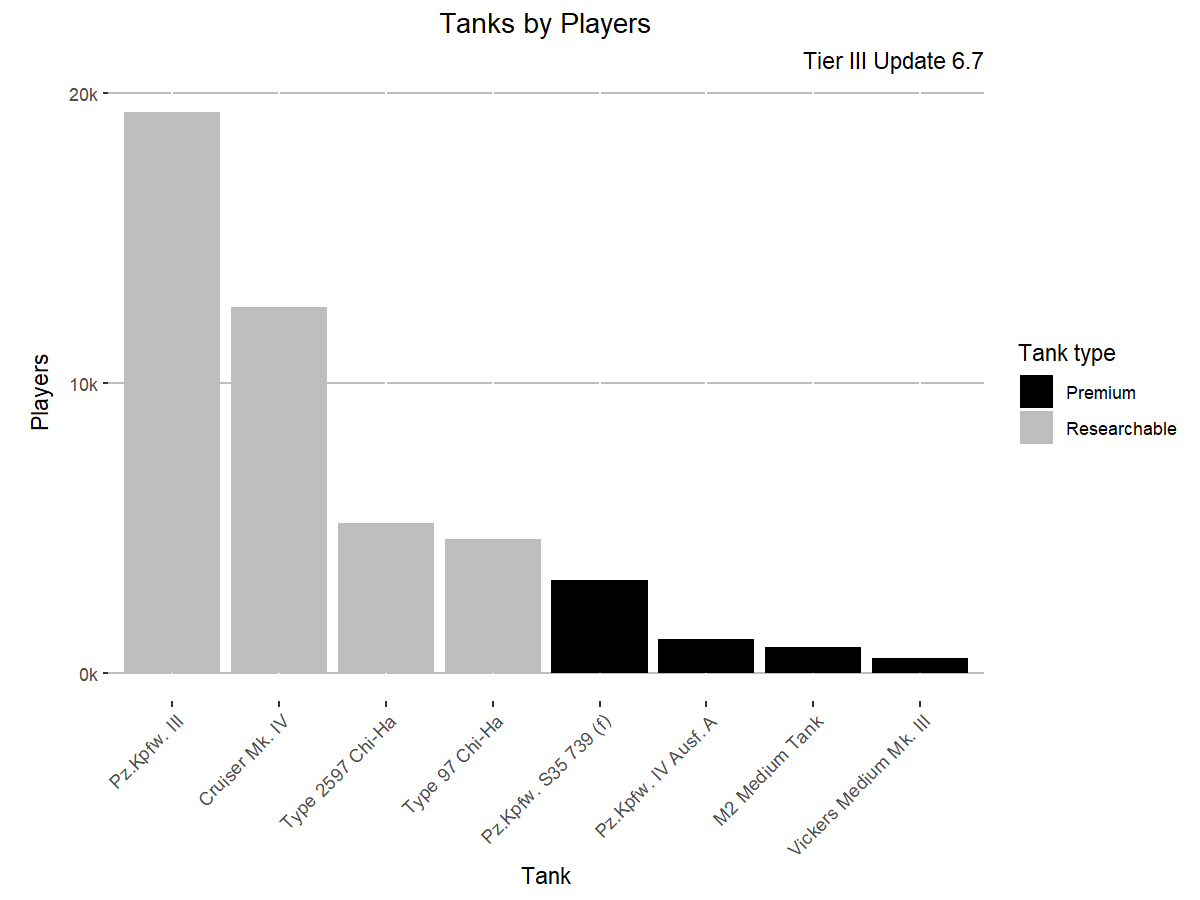 Tanks by Players
Tier III Update 6.7
20k
10k
0k
Players
Pz.Kpfw. III
Cruiser Mk. IV
Type 2597 Chi-Ha
Type 97 Chi-Ha
Pz.Kpfw. S35 739 (f)
Pz.Kpfw. IV Ausf. A
M2 Medium Tank
Vickers Medium Mk. III
Tank
Tank type
Premium
Researchable